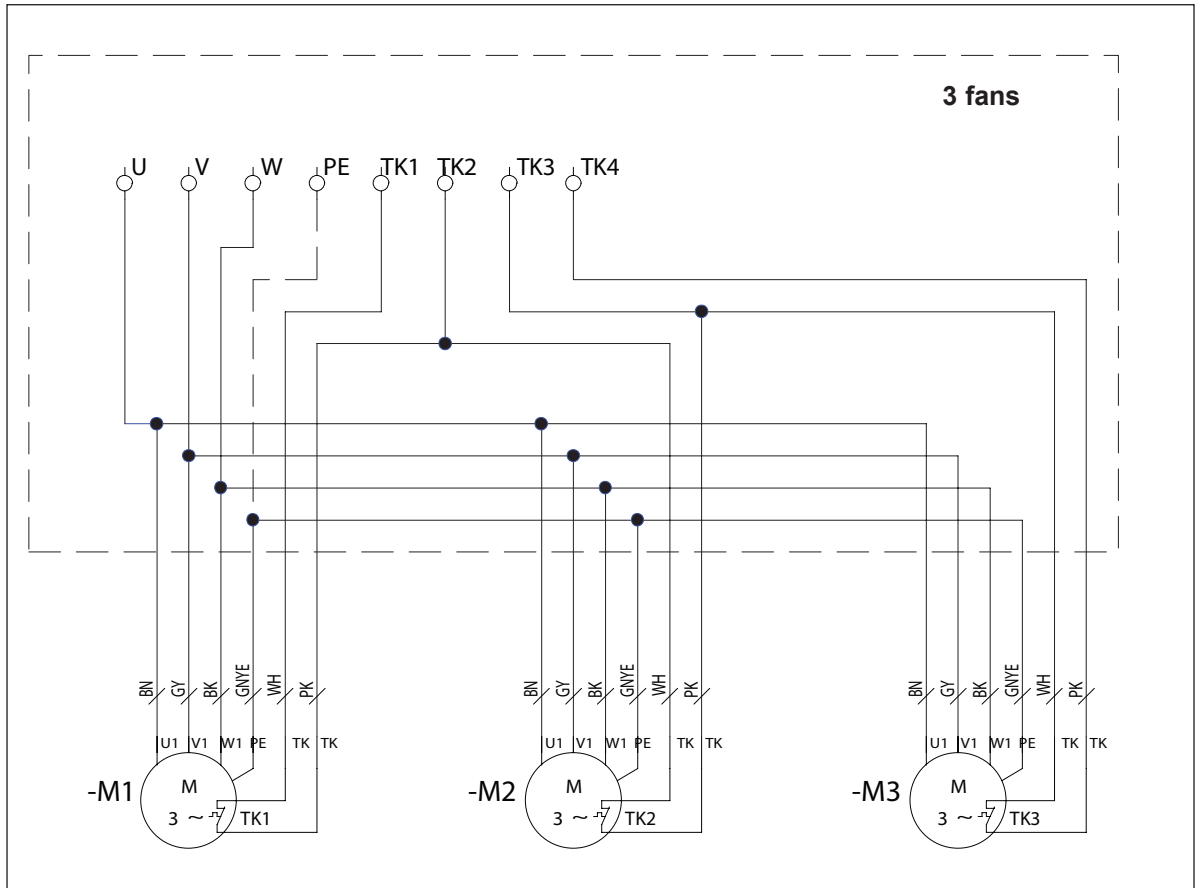 3 fans
U V W PE TK1 TK2 TK3 TK4
BN GY BK GNYE WH PK BN GY BK GNYE WH PK BN GY BK GNYE WH PK
U1 V1 W1 PE TK TK U1 V1 W1 PE TK TK U1 V1 W1 PE TK TK
-M1 M -M2 M -M3 M
3 ~ TK1 3 ~ TK2 3 ~ TK3